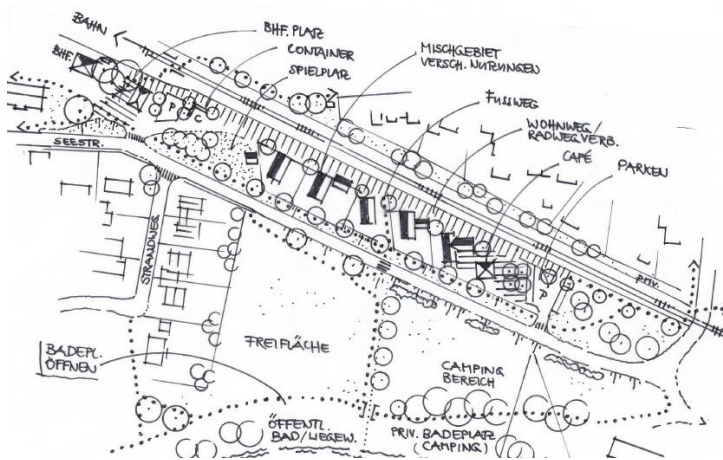 BAHN
BHF. PLATZ
CONTAINER
SPIELPLATZ
MISCHGEBIET
VERSCH. NUTZUNGEN
FUSSWEG
WOHNWEG/
RADWEGVERB.
CAFÉ
PARKEN
BHF.
P
C
SEESTR.
STRANDWEG
P
PRIV.
FREIFLÄCHE
BADEPL.
ÖFFNEN
CAMPING
BEREICH
ÖFFENTL.
BAD/LIEGEW.
PRIV. BADEPLATZ
(CAMPING)